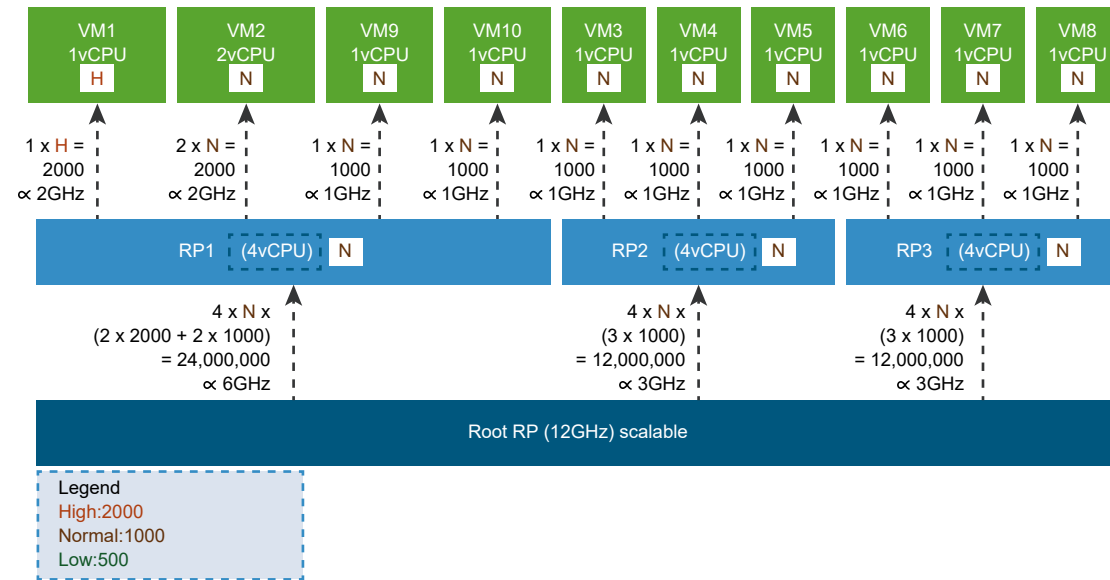 VM1
1vCPU
H
VM2
2vCPU
N
VM9
1vCPU
N
VM10
1vCPU
N
VM3
1vCPU
N
VM4
1vCPU
N
VM5
1vCPU
N
VM6
1vCPU
N
VM7
1vCPU
N
VM8
1vCPU
N
1 x H =
2000
∝ 2GHz
2 x N =
2000
∝ 2GHz
1 x N =
1000
∝ 1GHz
1 x N =
1000
∝ 1GHz
1 x N =
1000
∝ 1GHz
1 x N =
1000
∝ 1GHz
1 x N =
1000
∝ 1GHz
1 x N =
1000
∝ 1GHz
1 x N =
1000
∝ 1GHz
1 x N =
1000
∝ 1GHz
RP1 (4vCPU) N
RP2 (4vCPU) N
RP3 (4vCPU) N
4 x N x
(2 x 2000 + 2 x 1000)
= 24,000,000
∝ 6GHz
4 x N x
(3 x 1000)
= 12,000,000
∝ 3GHz
4 x N x
(3 x 1000)
= 12,000,000
∝ 3GHz
Root RP (12GHz) scalable
Legend
High:2000
Normal:1000
Low:500